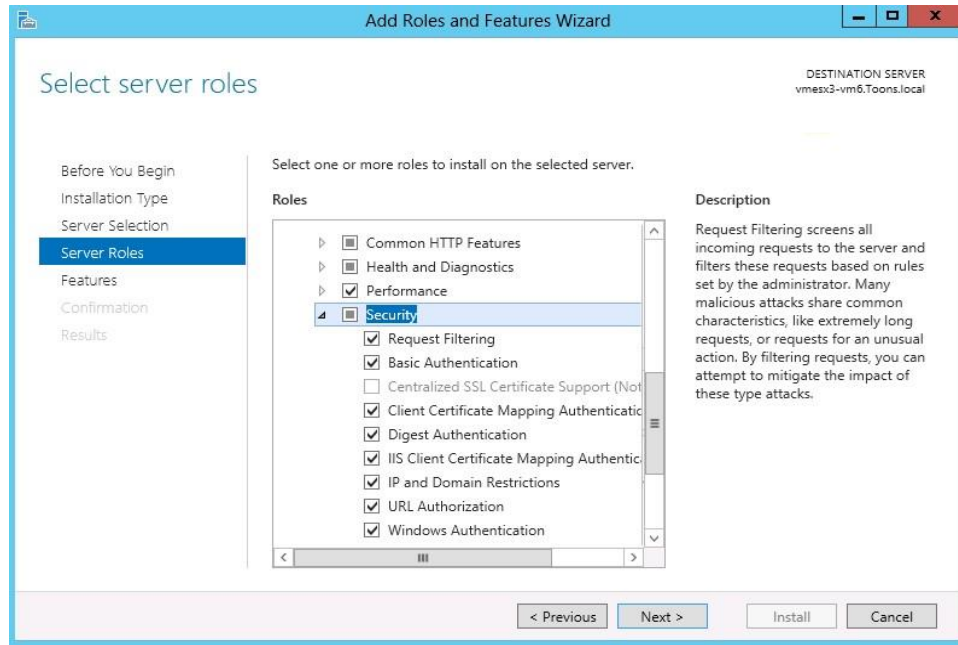 Add Roles and Features Wizard
Select server roles
DESTINATION SERVER
vmesx3-vm6.Toons.local
Before You Begin
Installation Type
Server Selection
Server Roles
Features
Confirmation
Results
Select one or more roles to install on the selected server.
Roles
Common HTTP Features
Health and Diagnostics
Performance
Security
Request Filtering
Basic Authentication
Centralized SSL Certificate Support (Not
Client Certificate Mapping Authenticatic
Digest Authentication
IIS Client Certificate Mapping Authentic
IP and Domain Restrictions
URL Authorization
Windows Authentication
Description
Request Filtering screens all
incoming requests to the server and
filters these requests based on rules
set by the administrator. Many
malicious attacks share common
characteristics, like extremely long
requests, or requests for an unusual
action. By filtering requests, you can
attempt to mitigate the impact of
these type attacks.
< Previous
Next >
Install
Cancel